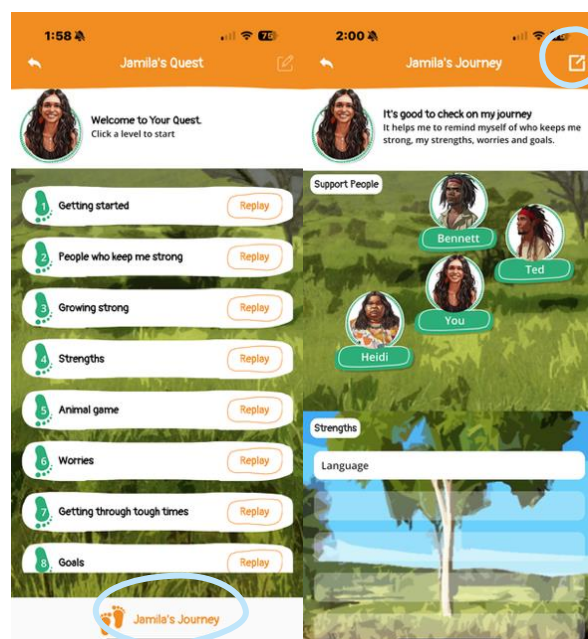 1:58
75
Jamila's Quest
Welcome to Your Quest.
Click a level to start
1 Getting started Replay
2 People who keep me strong Replay
3 Growing strong Replay
4 Strengths Replay
5 Animal game Replay
6 Worries Replay
7 Getting through tough times Replay
8 Goals Replay
Jamila's Journey
2:00
Jamila's Journey
It's good to check on my journey
It helps me to remind myself of who keeps me
strong, my strengths, worries and goals.
Support People
Bennett
Ted
You
Heidi
Strengths
Language